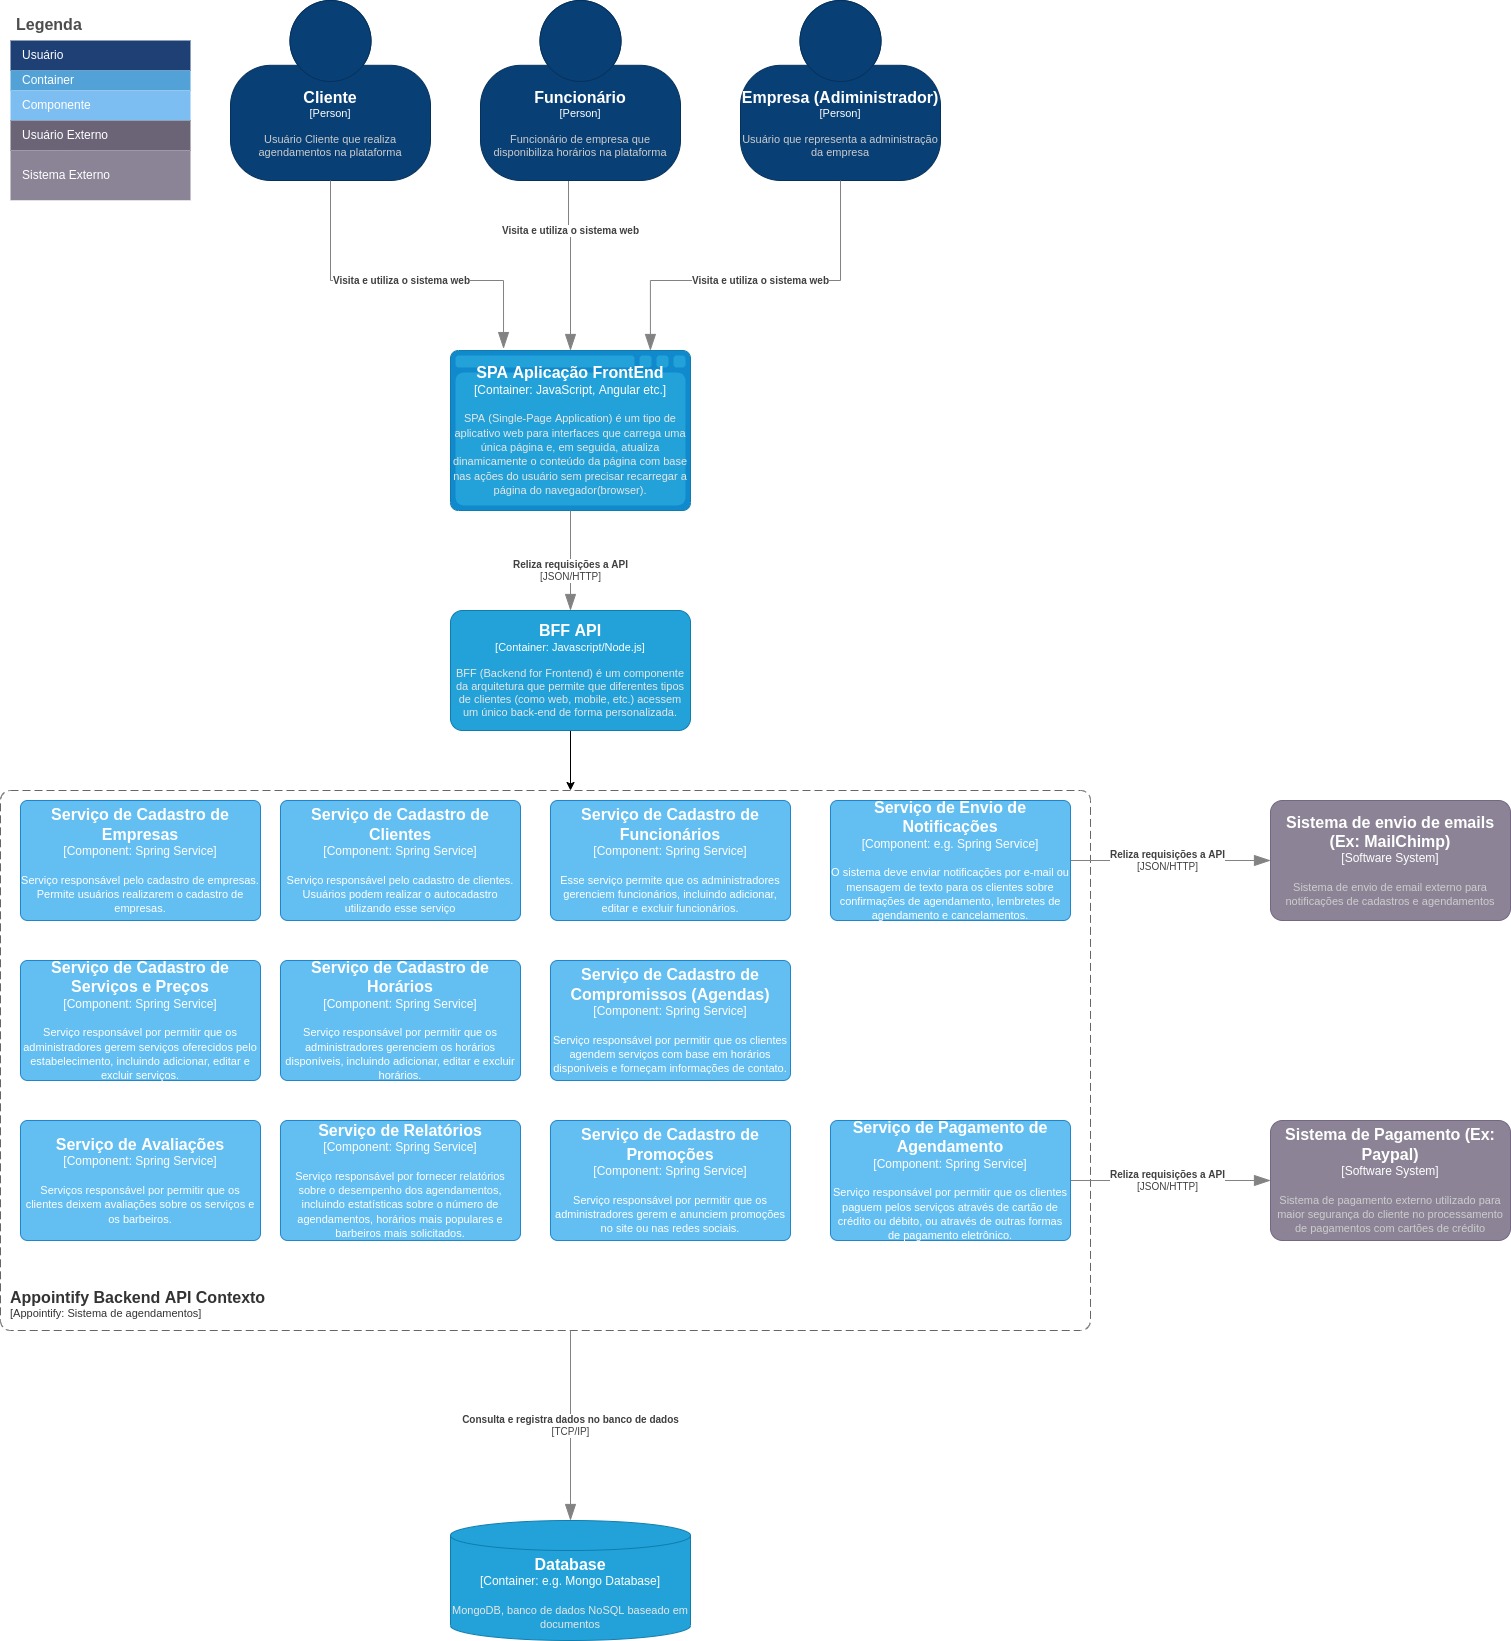 Legenda
Usuário
Container
Componente
Usuário Externo
Sistema Externo
Cliente
[Person]
Usuário Cliente que realiza
agendamentos na plataforma
Funcionário
[Person]
Funcionário de empresa que
disponibiliza horários na plataforma
Empresa (Adiministrador)
[Person]
Usuário que representa a administração
da empresa
Visita e utiliza o sistema web
Visita e utiliza o sistema web
Visita e utiliza o sistema web
SPA Aplicação FrontEnd
[Container: JavaScript, Angular etc.]
SPA (Single-Page Application) é um tipo de
aplicativo web para interfaces que carrega uma
única página e, em seguida, atualiza
dinamicamente o conteúdo da página com base
nas ações do usuário sem precisar recarregar a
página do navegador(browser).
Reliza requisições a API
[JSON/HTTP]
BFF API
[Container: Javascript/Node.js]
BFF (Backend for Frontend) é um componente
da arquitetura que permite que diferentes tipos
de clientes (como web, mobile, etc.) acessem
um único back-end de forma personalizada.
Serviço de Cadastro de
Empresas
[Component: Spring Service]
Serviço responsável pelo cadastro de empresas.
Permite usuários realizarem o cadastro de
empresas.
Serviço de Cadastro de
Clientes
[Component: Spring Service]
Serviço responsável pelo cadastro de clientes.
Usuários podem realizar o autocadastro
utilizando esse serviço
Serviço de Cadastro de
Funcionários
[Component: Spring Service]
Esse serviço permite que os administradores
gerenciem funcionários, incluindo adicionar,
editar e excluir funcionários.
Serviço de Envio de
Notificações
[Component: e.g. Spring Service]
O sistema deve enviar notificações por e-mail ou
mensagem de texto para os clientes sobre
confirmações de agendamento, lembretes de
agendamento e cancelamentos.
Reliza requisições a API
[JSON/HTTP]
Sistema de envio de emails
(Ex: MailChimp)
[Software System]
Sistema de envio de email externo para
notificações de cadastros e agendamentos
Serviço de Cadastro de
Serviços e Preços
[Component: Spring Service]
Serviço responsável por permitir que os
administradores gerem serviços oferecidos pelo
estabelecimento, incluindo adicionar, editar e
excluir serviços.
Serviço de Cadastro de
Horários
[Component: Spring Service]
Serviço responsável por permitir que os
administradores gerenciem os horários
disponíveis, incluindo adicionar, editar e excluir
horários.
Serviço de Cadastro de
Compromissos (Agendas)
[Component: Spring Service]
Serviço responsável por permitir que os clientes
agendem serviços com base em horários
disponíveis e forneçam informações de contato.
Serviço de Avaliações
[Component: Spring Service]
Serviços responsável por permitir que os
clientes deixem avaliações sobre os serviços e
os barbeiros.
Serviço de Relatórios
[Component: Spring Service]
Serviço responsável por fornecer relatórios
sobre o desempenho dos agendamentos,
incluindo estatísticas sobre o número de
agendamentos, horários mais populares e
barbeiros mais solicitados.
Serviço de Cadastro de
Promoções
[Component: Spring Service]
Serviço responsável por permitir que os
administradores gerem e anunciem promoções
no site ou nas redes sociais.
Serviço de Pagamento de
Agendamento
[Component: Spring Service]
Serviço responsável por permitir que os clientes
paguem pelos serviços através de cartão de
crédito ou débito, ou através de outras formas
de pagamento eletrônico.
Reliza requisições a API
[JSON/HTTP]
Sistema de Pagamento (Ex:
Paypal)
[Software System]
Sistema de pagamento externo utilizado para
maior segurança do cliente no processamento
de pagamentos com cartões de crédito
Appointify Backend API Contexto
[Appointify: Sistema de agendamentos]
Consulta e registra dados no banco de dados
[TCP/IP]
Database
[Container: e.g. Mongo Database]
MongoDB, banco de dados NoSQL baseado em
documentos